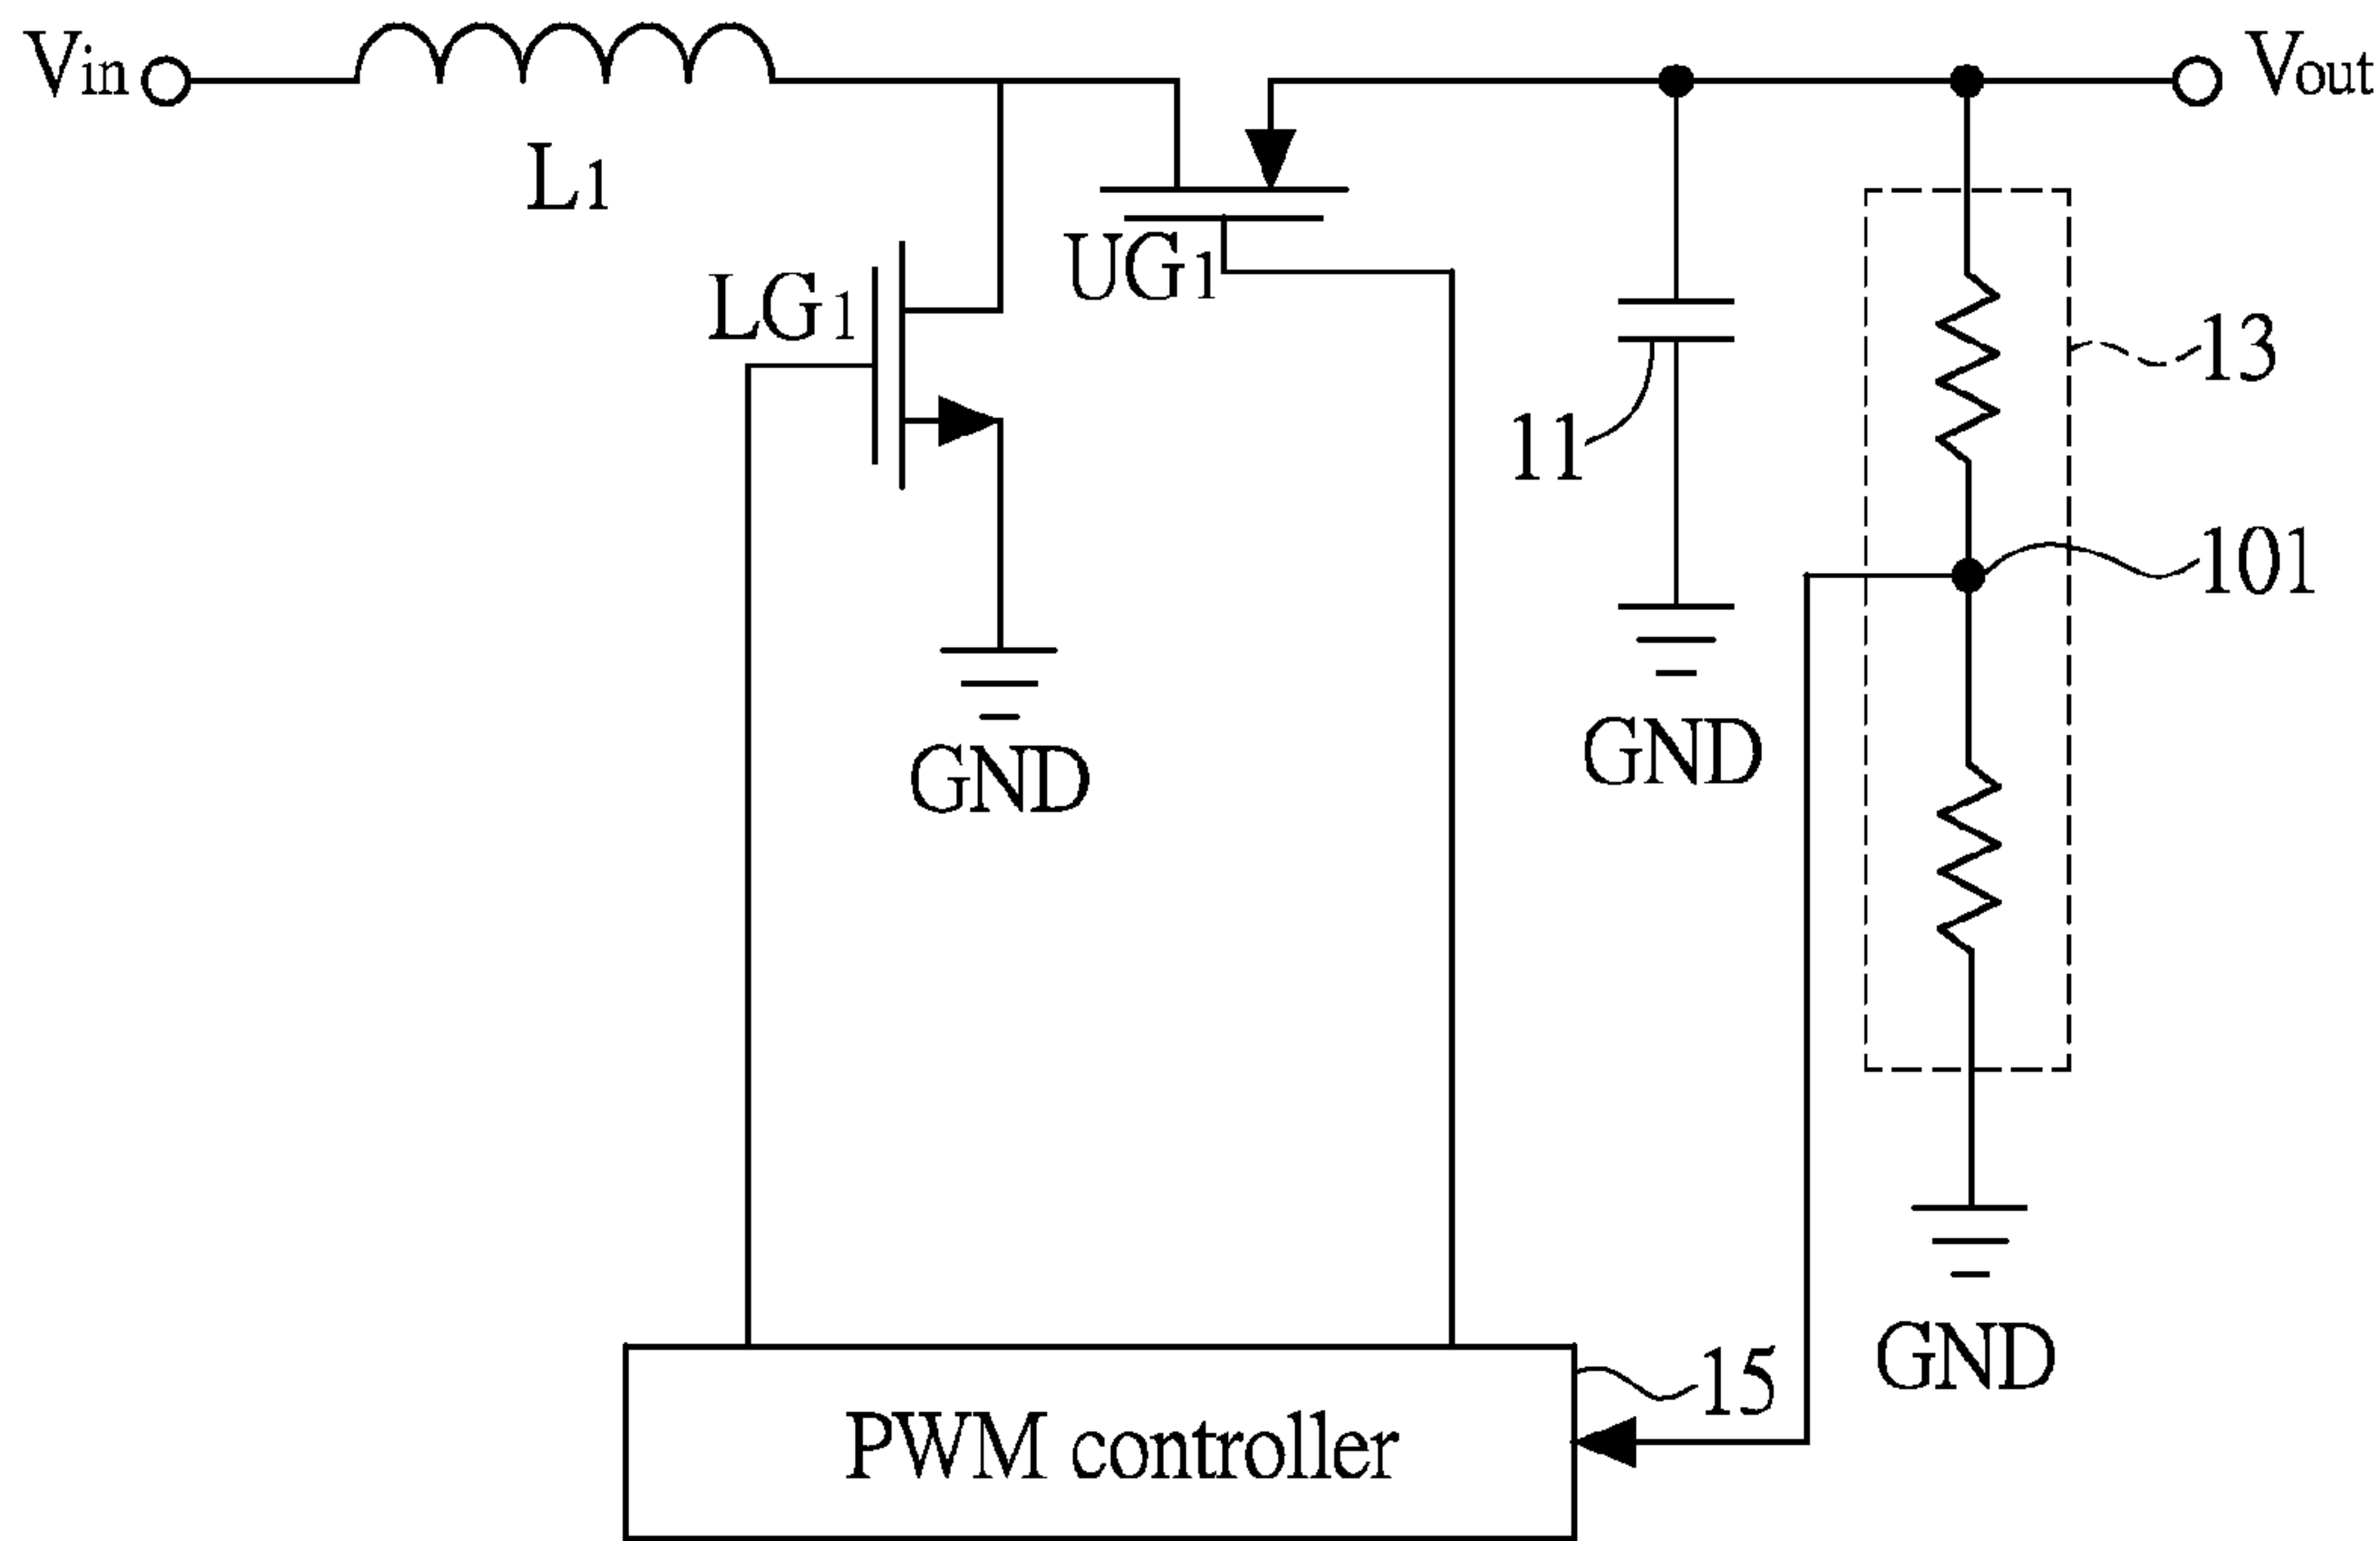 Vin
Vout
L1
UG1
LG1
13
11
101
GND
GND
GND
15
PWM controller